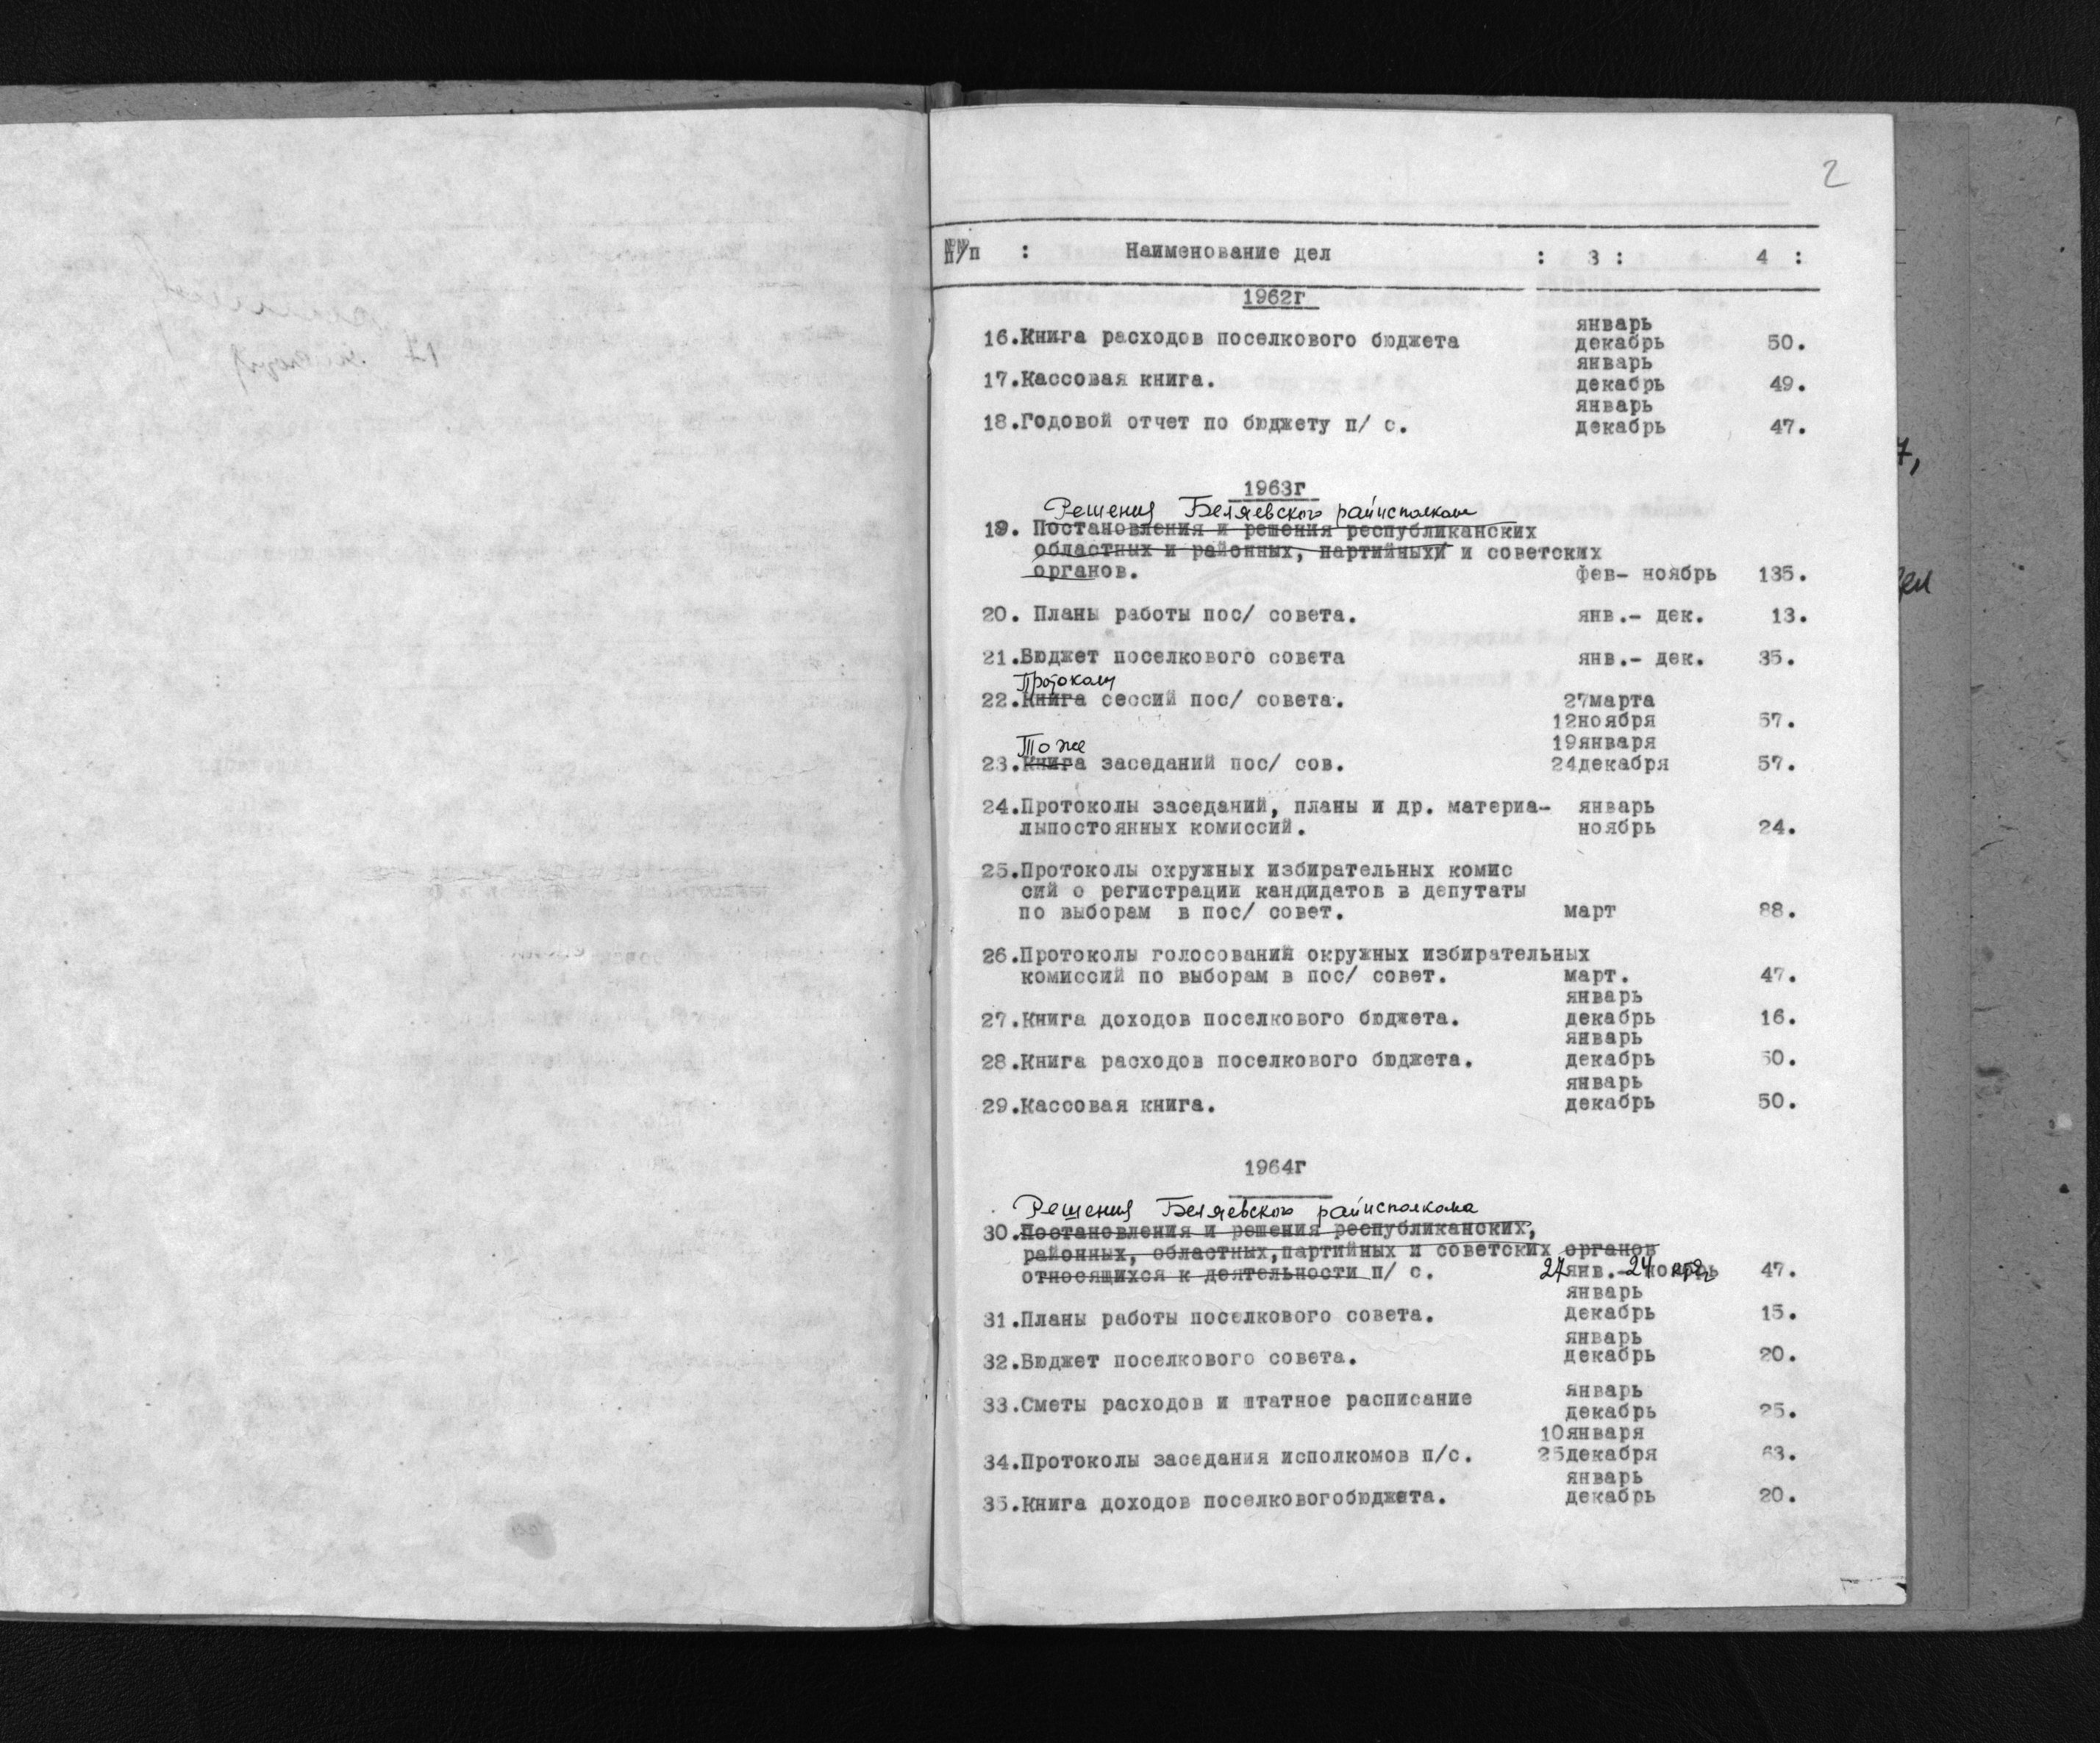 2
№№ п/п : Наименование дел : 3 : 4 :
1962г
январь
16.Книга расходов поселкового бюджета декабрь 50.
январь
17.Кассовая книга. декабрь 49.
январь
18.Годовой отчет по бюджету п/ с. декабрь 47.
1963г
Решения Беляевского райисполкома
19. Постановления и решения республиканских
областных и районных, партийных и советских
органов. фев- ноябрь 135.
20. Планы работы пос/ совета. янв.- дек. 13.
21.Бюджет поселкового совета янв.- дек. 35.
Протоколы
22.Книга сессий пос/ совета. 27марта
12ноября 57.
То же 19января
23.Книга заседаний пос/ сов. 24декабря 57.
24.Протоколы заседаний, планы и др. материа- январь
лыпостоянных комиссий. ноябрь 24.
25.Протоколы окружных избирательных комис
сий о регистрации кандидатов в депутаты
по выборам в пос/ совет. март 88.
26.Протоколы голосований окружных избирательных
комиссий по выборам в пос/ совет. март. 47.
январь
27.Книга доходов поселкового бюджета. декабрь 16.
январь
28.Книга расходов поселкового бюджета. декабрь 50.
январь
29.Кассовая книга. декабрь 50.
1964г
Решения Беляевского райисполкома
30.Постановления и решения республиканских,
районных, областных,партийных и советских органов
относящихся к деятельности п/ с. 27янв.-24ноябрь 47.
январь
31.Планы работы поселкового совета. декабрь 15.
январь
32.Бюджет поселкового совета. декабрь 20.
январь
33.Сметы расходов и штатное расписание декабрь 25.
10января
34.Протоколы заседания исполкомов п/с. 25декабря 63.
январь
35.Книга доходов поселковогобюджета. декабрь 20.